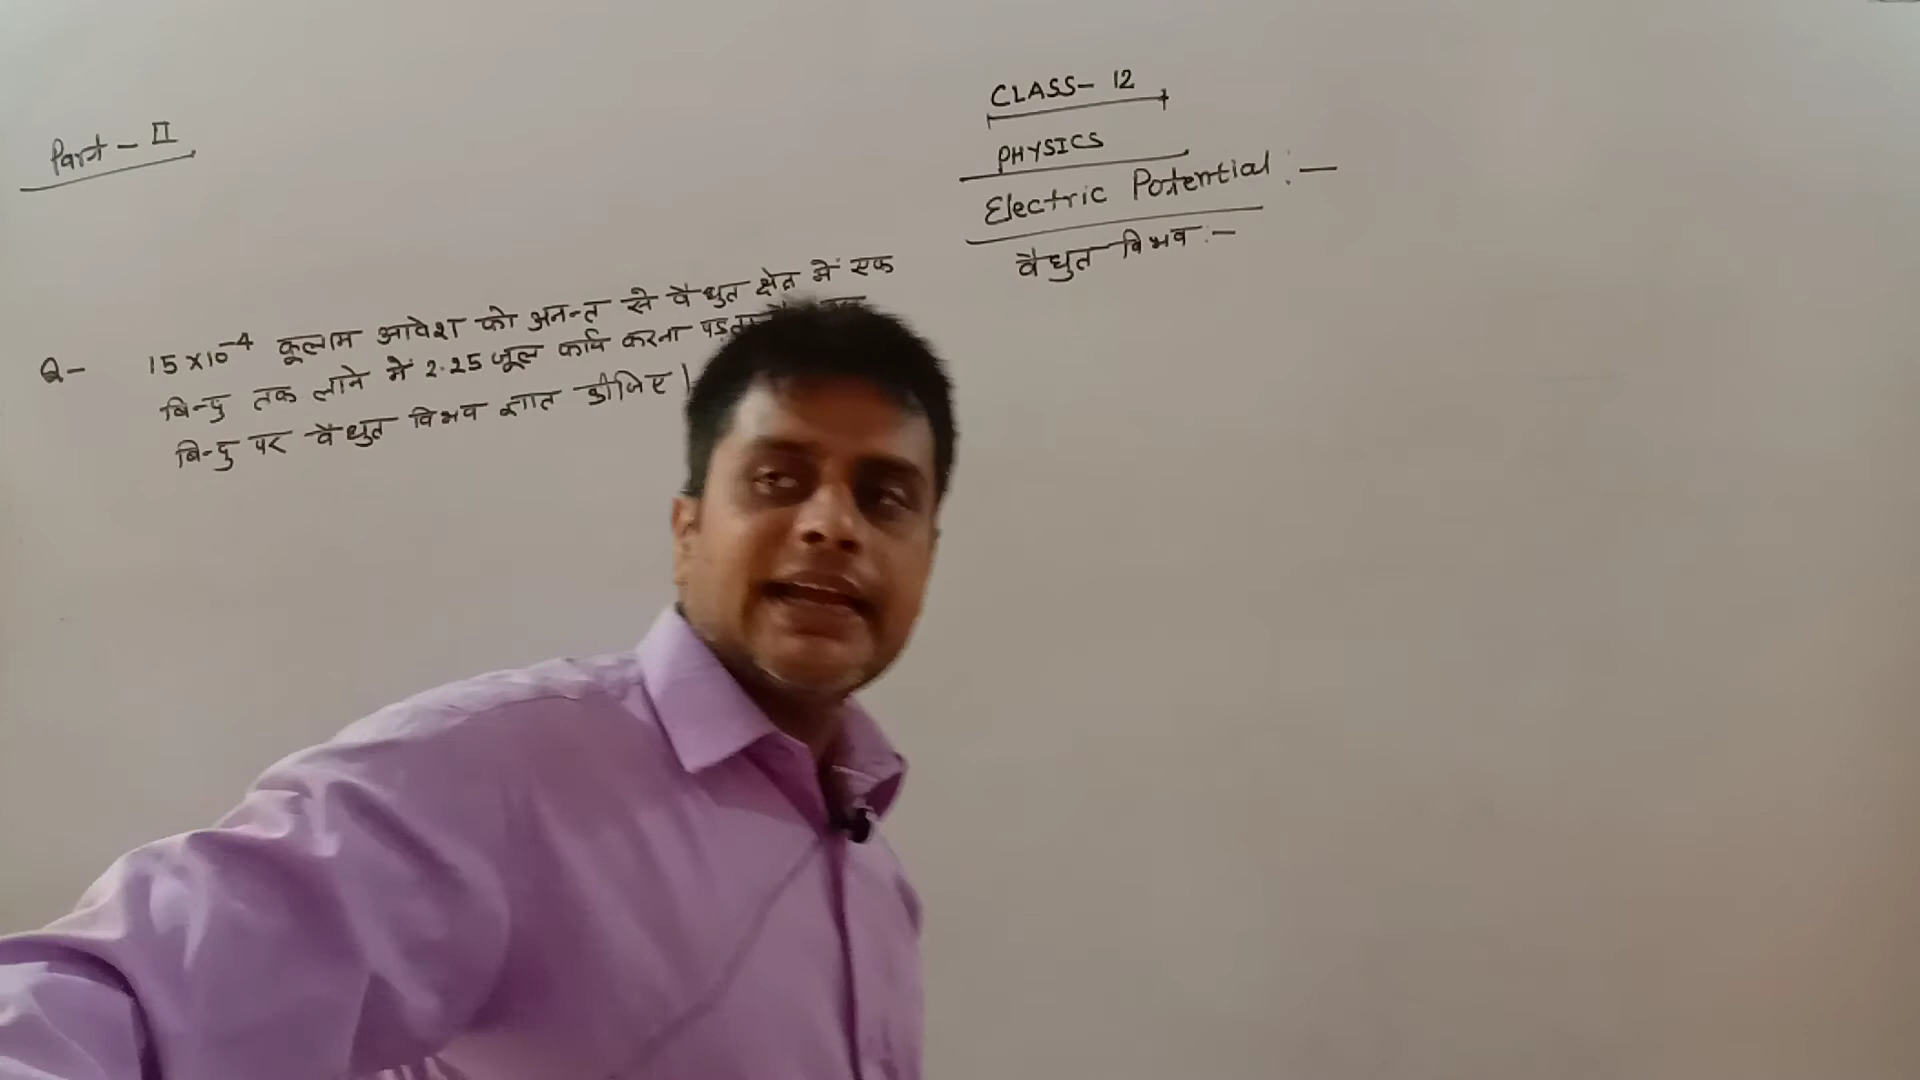 Part - II
CLASS- 12
PHYSICS
Electric Potential :-
वैधुत विभव :-
Q- 15 x 10⁻⁴ कूलाम आवेश को अनन्त से वैधुत क्षेत्र में एक
बिन्दु तक लाने में 2.25 जूल कार्य करना पड़ता
बिन्दु पर वैधुत विभव ज्ञात कीजिए।